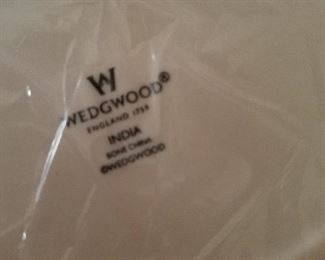 W
WEDGWOOD®
ENGLAND 1759
INDIA
BONE CHINA
©WEDGWOOD